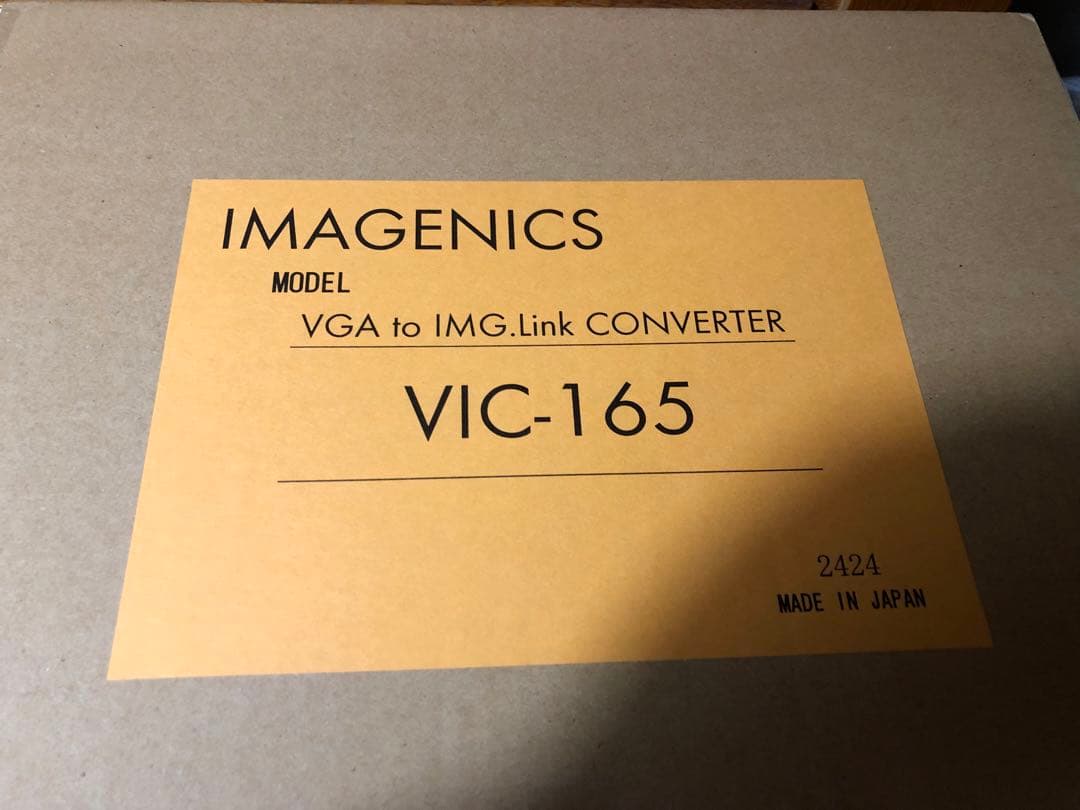 IMAGENICS
MODEL
VGA to IMG.Link CONVERTER
VIC-165
2424
MADE IN JAPAN